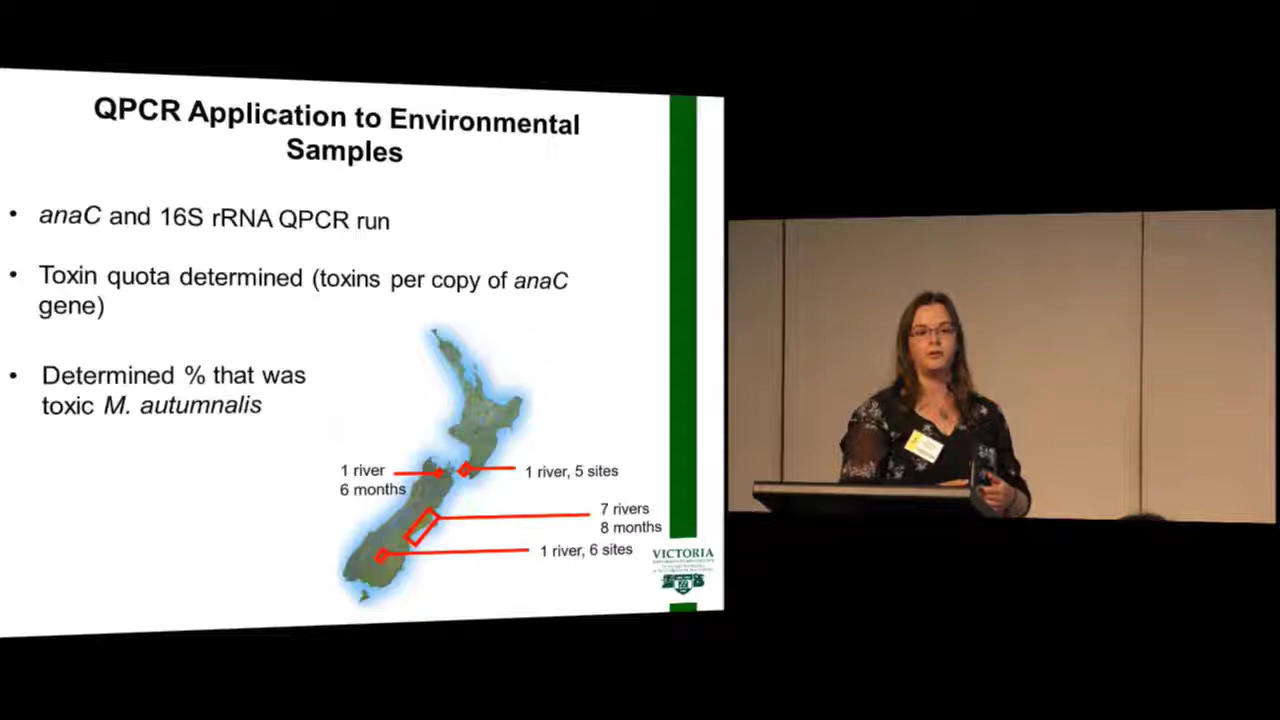 QPCR Application to Environmental
Samples
• anaC and 16S rRNA QPCR run
• Toxin quota determined (toxins per copy of anaC
gene)
• Determined % that was
toxic M. autumnalis
1 river
6 months
1 river, 5 sites
7 rivers
8 months
1 river, 6 sites
VICTORIA